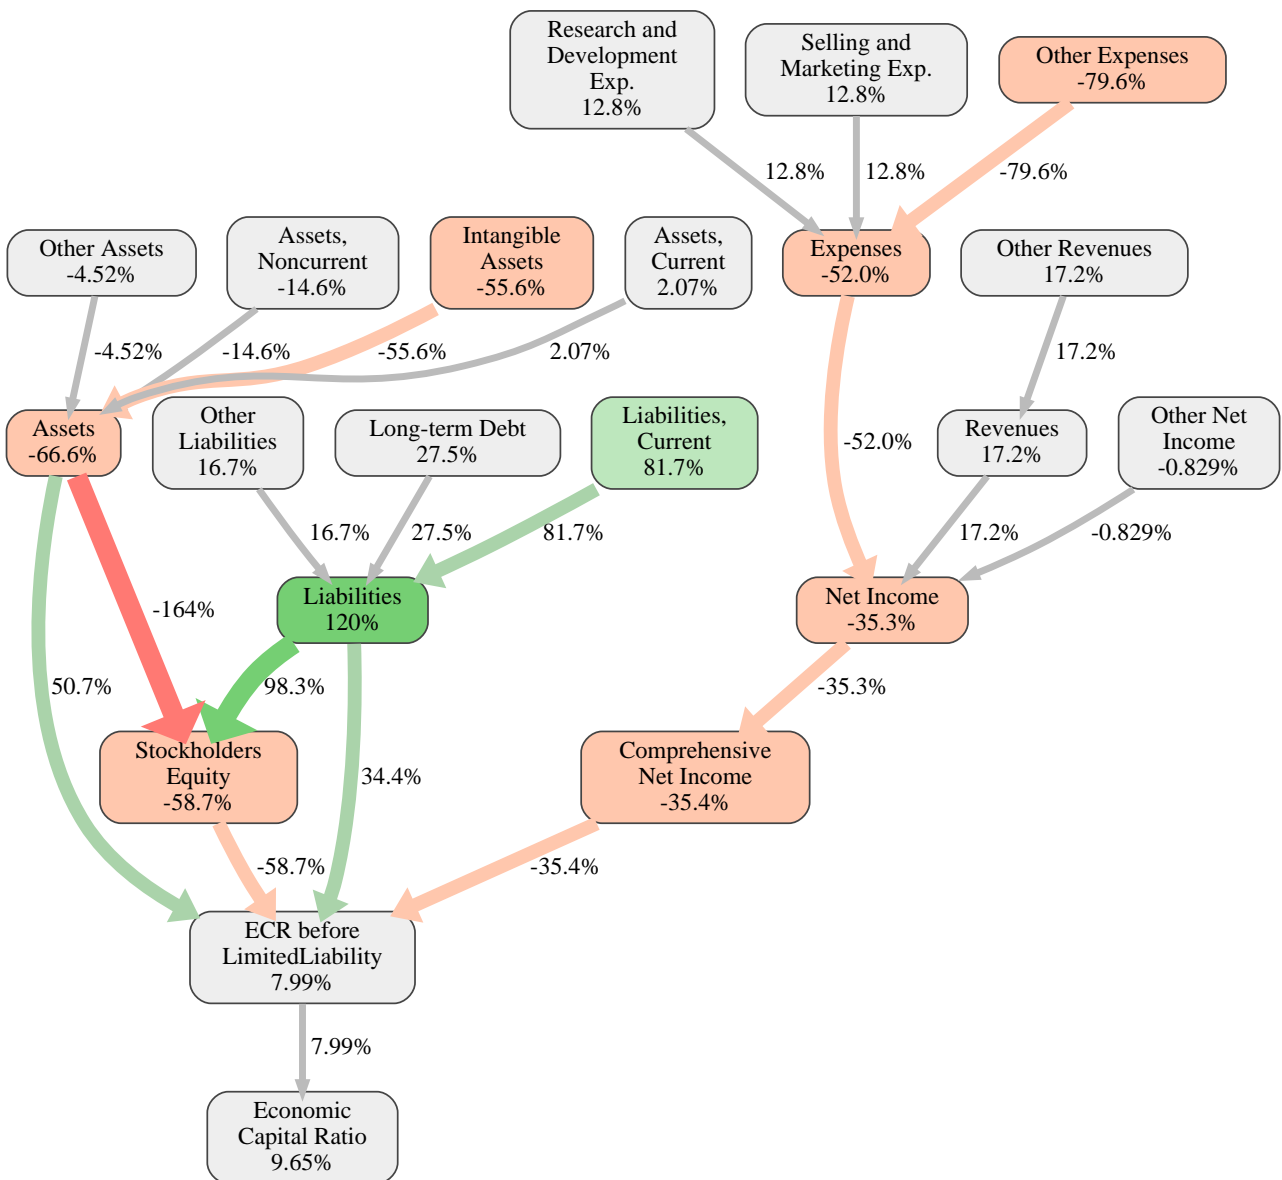 Research and
Development
Exp.
12.8%
Selling and
Marketing Exp.
12.8%
Other Expenses
-79.6%
12.8%
12.8%
-79.6%
Other Assets
-4.52%
Assets,
Noncurrent
-14.6%
Intangible
Assets
-55.6%
Assets,
Current
2.07%
Expenses
-52.0%
Other Revenues
17.2%
-4.52%
-14.6%
-55.6%
2.07%
17.2%
Assets
-66.6%
Other
Liabilities
16.7%
Long-term Debt
27.5%
Liabilities,
Current
81.7%
-52.0%
Revenues
17.2%
Other Net
Income
-0.829%
16.7%
27.5%
81.7%
17.2%
-0.829%
-164%
Liabilities
120%
Net Income
-35.3%
50.7%
98.3%
-35.3%
Stockholders
Equity
-58.7%
34.4%
Comprehensive
Net Income
-35.4%
-58.7%
-35.4%
ECR before
LimitedLiability
7.99%
7.99%
Economic
Capital Ratio
9.65%